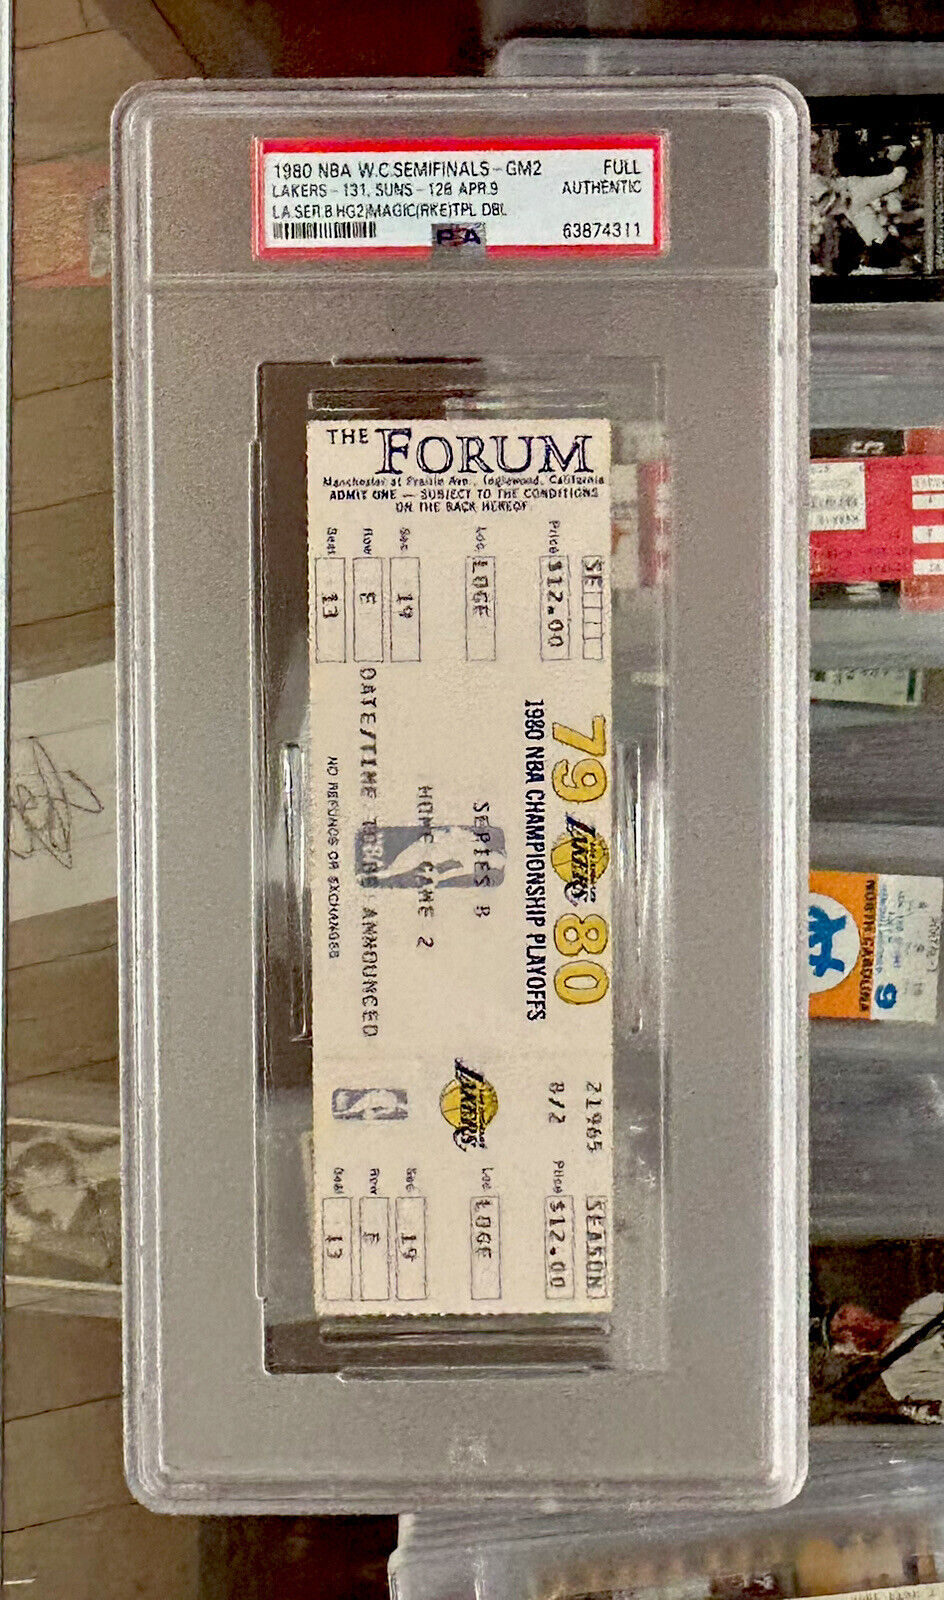 1980 NBA W.C.SEMIFINALS-GM2 FULL
LAKERS - 131, SUNS - 128 APR.9 AUTHENTIC
LA.SER.B.HG2)MAGIC(RKE)TPL DBL
PSA 63874311
THE FORUM
Manchester at Prairie Ave., Inglewood, California
ADMIT ONE — SUBJECT TO THE CONDITIONS
ON THE BACK HEREOF
SE
Price $12.00
Loc. LOGE
Sec. 19
Row E
Seat 13
79 LAKERS 80
1980 NBA CHAMPIONSHIP PLAYOFFS
SERIES B
HOME GAME 2
DATE/TIME TO BE ANNOUNCED
NO REFUNDS OR EXCHANGES
21965
B/2
LAKERS
SEASON
Price $12.00
Loc. LOGE
Sec. 19
Row E
Seat 13
NORTH CAROLINA
9